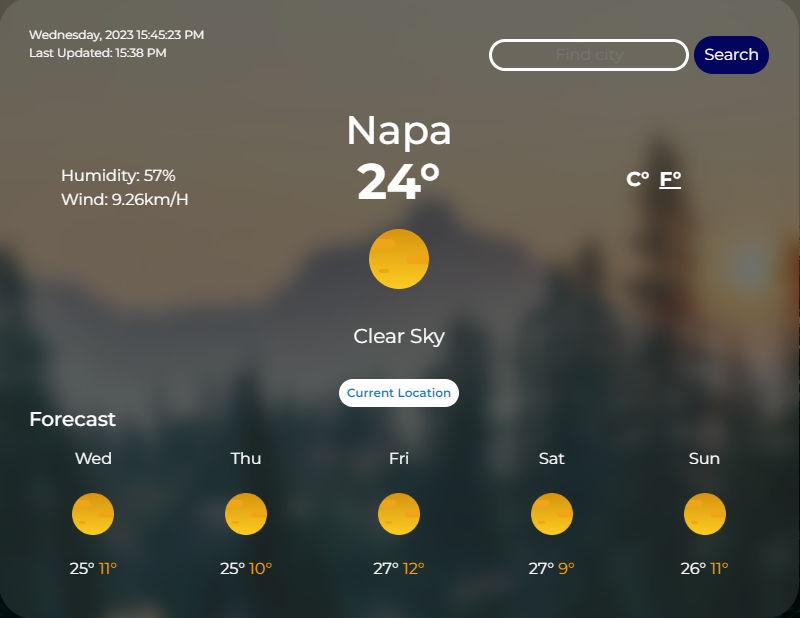 Wednesday, 2023 15:45:23 PM
Last Updated: 15:38 PM
Find city
Search
Napa
24°
Humidity: 57%
Wind: 9.26km/H
C° F°
Clear Sky
Current Location
Forecast
Wed Thu Fri Sat Sun
25° 11° 25° 10° 27° 12° 27° 9° 26° 11°